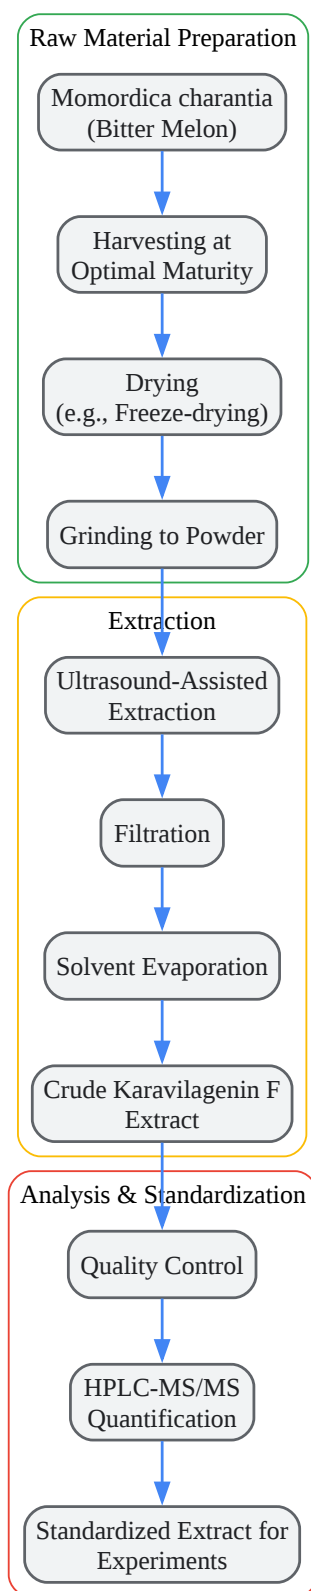 Raw Material Preparation
Momordica charantia
(Bitter Melon)
Harvesting at
Optimal Maturity
Drying
(e.g., Freeze-drying)
Grinding to Powder
Extraction
Ultrasound-Assisted
Extraction
Filtration
Solvent Evaporation
Crude Karavilagenin F
Extract
Analysis & Standardization
Quality Control
HPLC-MS/MS
Quantification
Standardized Extract for
Experiments